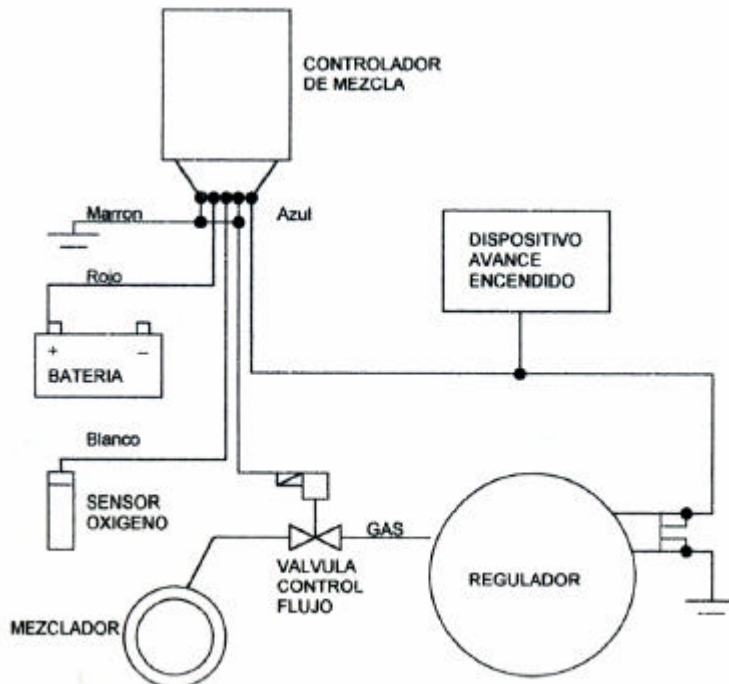 CONTROLADOR
DE MEZCLA
Marron
Azul
DISPOSITIVO
AVANCE
ENCENDIDO
Rojo
+ –
BATERIA
Blanco
SENSOR
OXIGENO
GAS
VALVULA
CONTROL
FLUJO
REGULADOR
MEZCLADOR